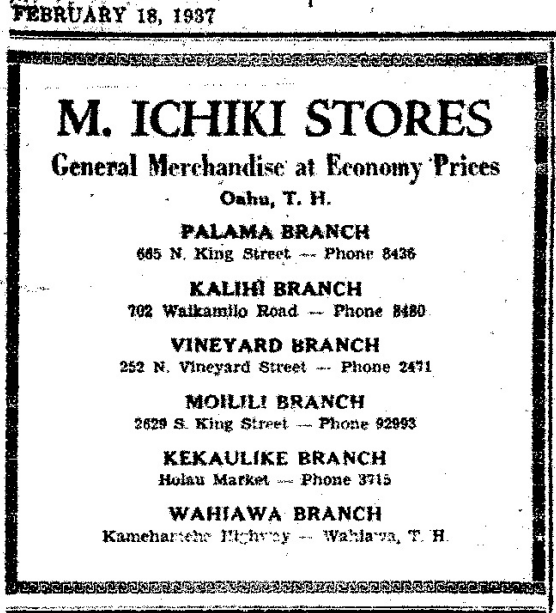 FEBRUARY 18, 1937
M. ICHIKI STORES
General Merchandise at Economy Prices
Oahu, T. H.
PALAMA BRANCH
665 N. King Street — Phone 8436
KALIHI BRANCH
702 Waikamilo Road — Phone 8480
VINEYARD BRANCH
252 N. Vineyard Street — Phone 2471
MOILILI BRANCH
2629 S. King Street — Phone 92993
KEKAULIKE BRANCH
Holau Market — Phone 3715
WAHIAWA BRANCH
Kamehameha Highway — Wahiawa, T. H.